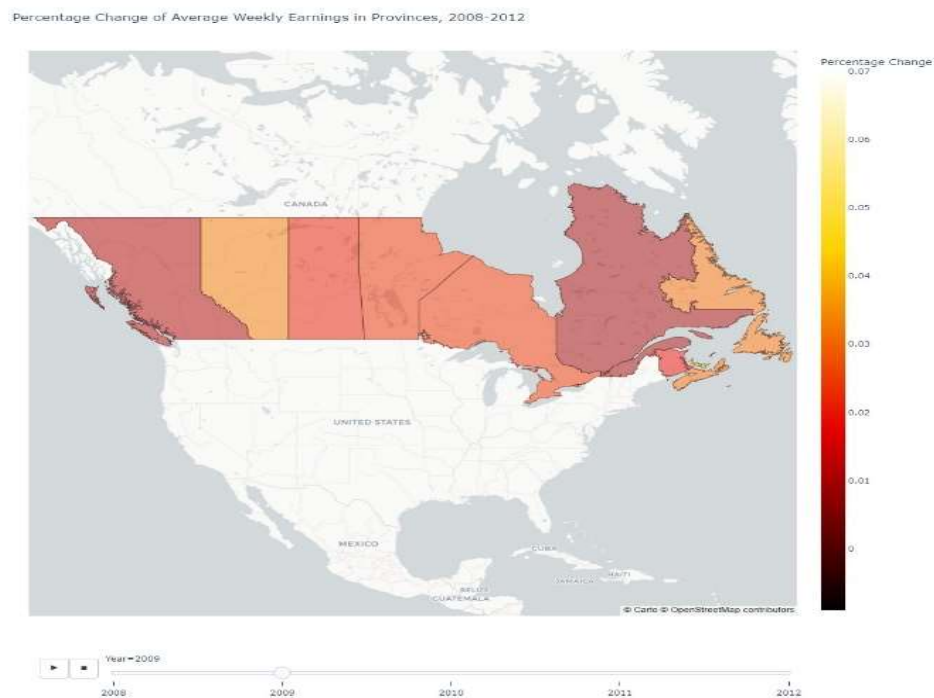 Percentage Change of Average Weekly Earnings in Provinces, 2008-2012
Percentage Change
0.07
0.06
0.05
0.04
0.03
0.02
0.01
0
CANADA
UNITED STATES
MEXICO
CUBA
HAITI
JAMAICA
BELIZE
GUATEMALA
© Carto © OpenStreetMap contributors
Year=2009
2008
2009
2010
2011
2012